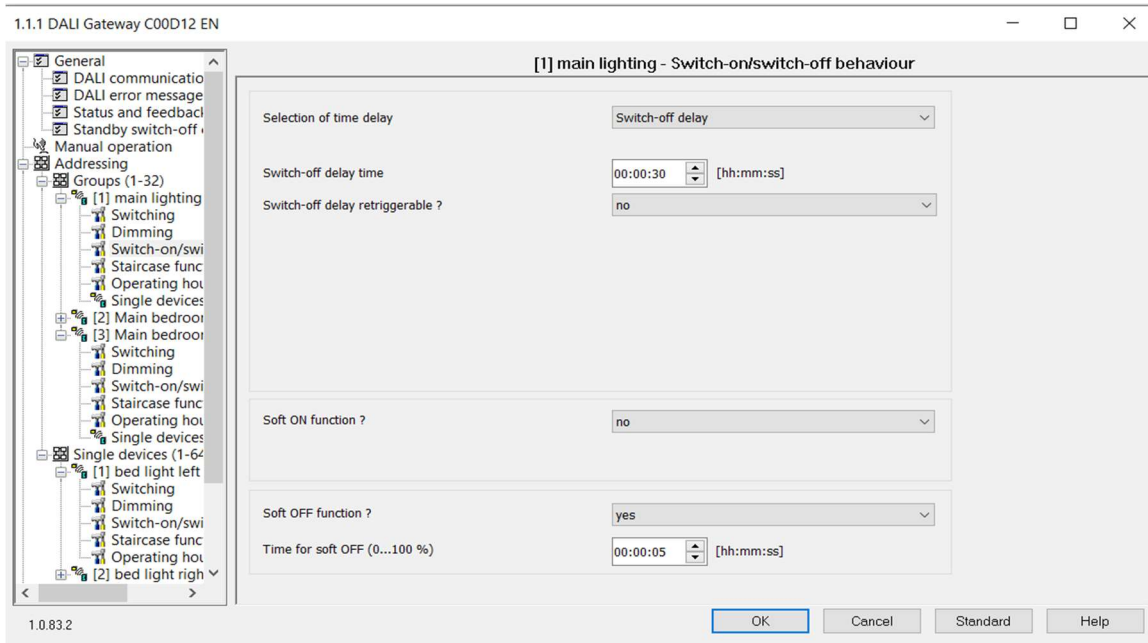 1.1.1 DALI Gateway C00D12 EN
General
DALI communicatio
DALI error message
Status and feedback
Standby switch-off
Manual operation
Addressing
Groups (1-32)
[1] main lighting
Switching
Dimming
Switch-on/swi
Staircase func
Operating hou
Single devices
[2] Main bedroor
[3] Main bedroor
Switching
Dimming
Switch-on/swi
Staircase func
Operating hou
Single devices
Single devices (1-64
[1] bed light left
Switching
Dimming
Switch-on/swi
Staircase func
Operating hou
[2] bed light righ
1.0.83.2
[1] main lighting - Switch-on/switch-off behaviour
Selection of time delay Switch-off delay
Switch-off delay time 00:00:30 [hh:mm:ss]
Switch-off delay retriggerable ? no
Soft ON function ? no
Soft OFF function ? yes
Time for soft OFF (0...100 %) 00:00:05 [hh:mm:ss]
OK Cancel Standard Help